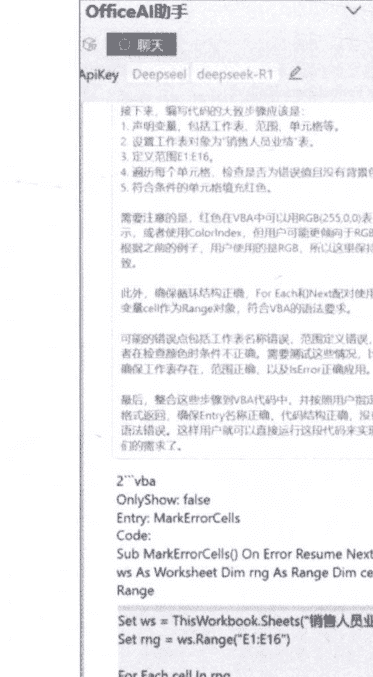 OfficeAI助手
聊天
ApiKey Deepseel deepseek-R1
接下来，编写代码的大致步骤应该是：
1. 声明变量，包括工作表、范围、单元格等。
2. 设置工作表对象为"销售人员业绩"表。
3. 定义范围E1:E16。
4. 遍历每个单元格，检查是否为错误值且没有背景
5. 符合条件的单元格填充红色。
需要注意的是，红色在VBA中可以用RGB(255,0,0)表
示，或者使用ColorIndex，但用户可能更倾向于RGB
根据之前的例子，用户使用的是RGB，所以这里保持
致。
此外，确保循环结构正确，For Each和Next配对使用
变量cell作为Range对象，符合VBA的语法要求。
可能的错误点包括工作表名称错误，范围定义错误，
者在检查颜色时条件不正确。需要测试这些情况，
确保工作表存在，范围正确，以及IsError正确应用。
最后，整合这些步骤到VBA代码中，并按照用户指定
格式返回，确保Entry名称正确，代码结构正确，没
语法错误。这样用户就可以直接运行这段代码来实现
们的需求了。
2```vba
OnlyShow: false
Entry: MarkErrorCells
Code:
Sub MarkErrorCells() On Error Resume Next
ws As Worksheet Dim rng As Range Dim ce
Range
Set ws = ThisWorkbook.Sheets("销售人员业
Set rng = ws.Range("E1:E16")
For Each cell In rng